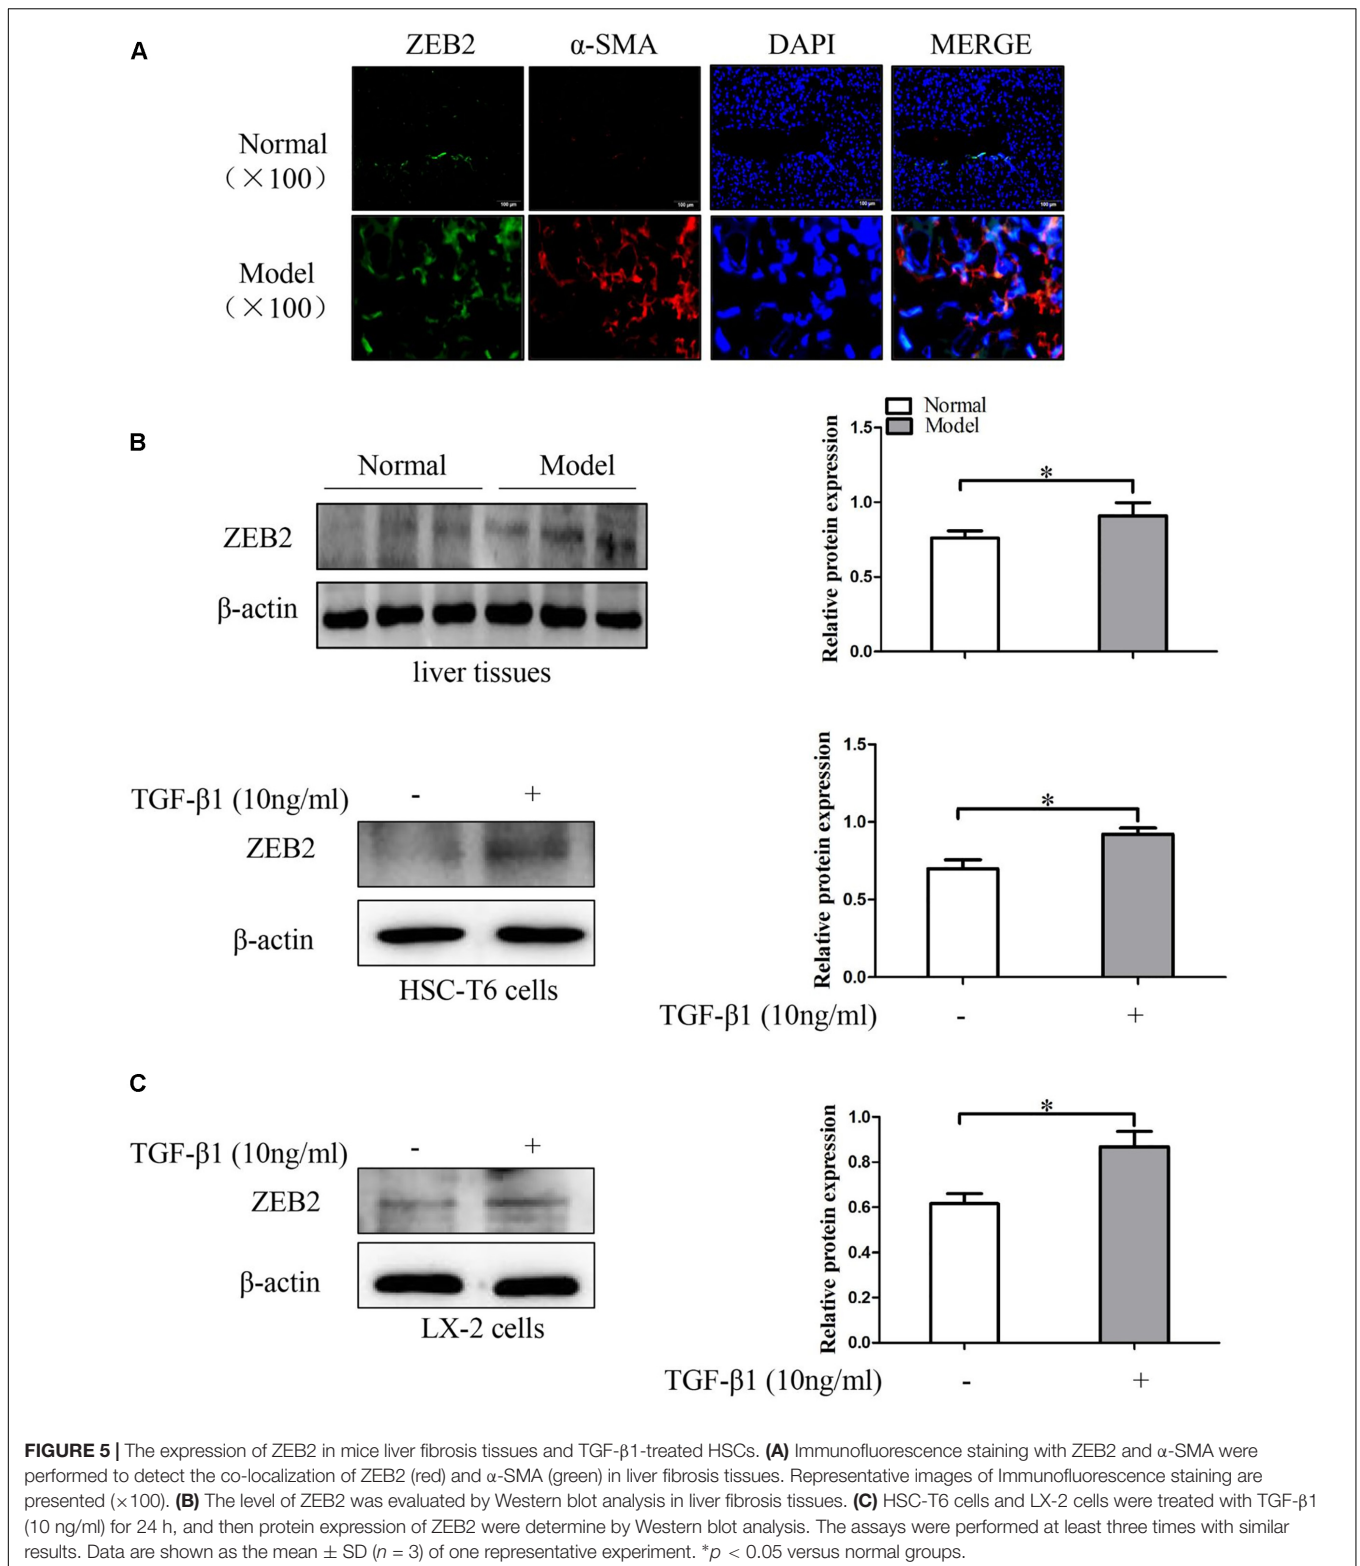 A
ZEB2 α-SMA DAPI MERGE
Normal
(×100)
100 μm 100 μm 100 μm 100 μm
Model
(×100)
B
Normal Model
ZEB2
β-actin
liver tissues
Normal
Model
Relative protein expression
1.5
1.0
0.5
0.0
*
TGF-β1 (10ng/ml) - +
ZEB2
β-actin
HSC-T6 cells
Relative protein expression
1.5
1.0
0.5
0.0
*
TGF-β1 (10ng/ml) - +
C
TGF-β1 (10ng/ml) - +
ZEB2
β-actin
LX-2 cells
Relative protein expression
1.0
0.8
0.6
0.4
0.2
0.0
*
TGF-β1 (10ng/ml) - +
FIGURE 5 | The expression of ZEB2 in mice liver fibrosis tissues and TGF-β1-treated HSCs. (A) Immunofluorescence staining with ZEB2 and α-SMA were
performed to detect the co-localization of ZEB2 (red) and α-SMA (green) in liver fibrosis tissues. Representative images of Immunofluorescence staining are
presented (×100). (B) The level of ZEB2 was evaluated by Western blot analysis in liver fibrosis tissues. (C) HSC-T6 cells and LX-2 cells were treated with TGF-β1
(10 ng/ml) for 24 h, and then protein expression of ZEB2 were determine by Western blot analysis. The assays were performed at least three times with similar
results. Data are shown as the mean ± SD (n = 3) of one representative experiment. *p < 0.05 versus normal groups.